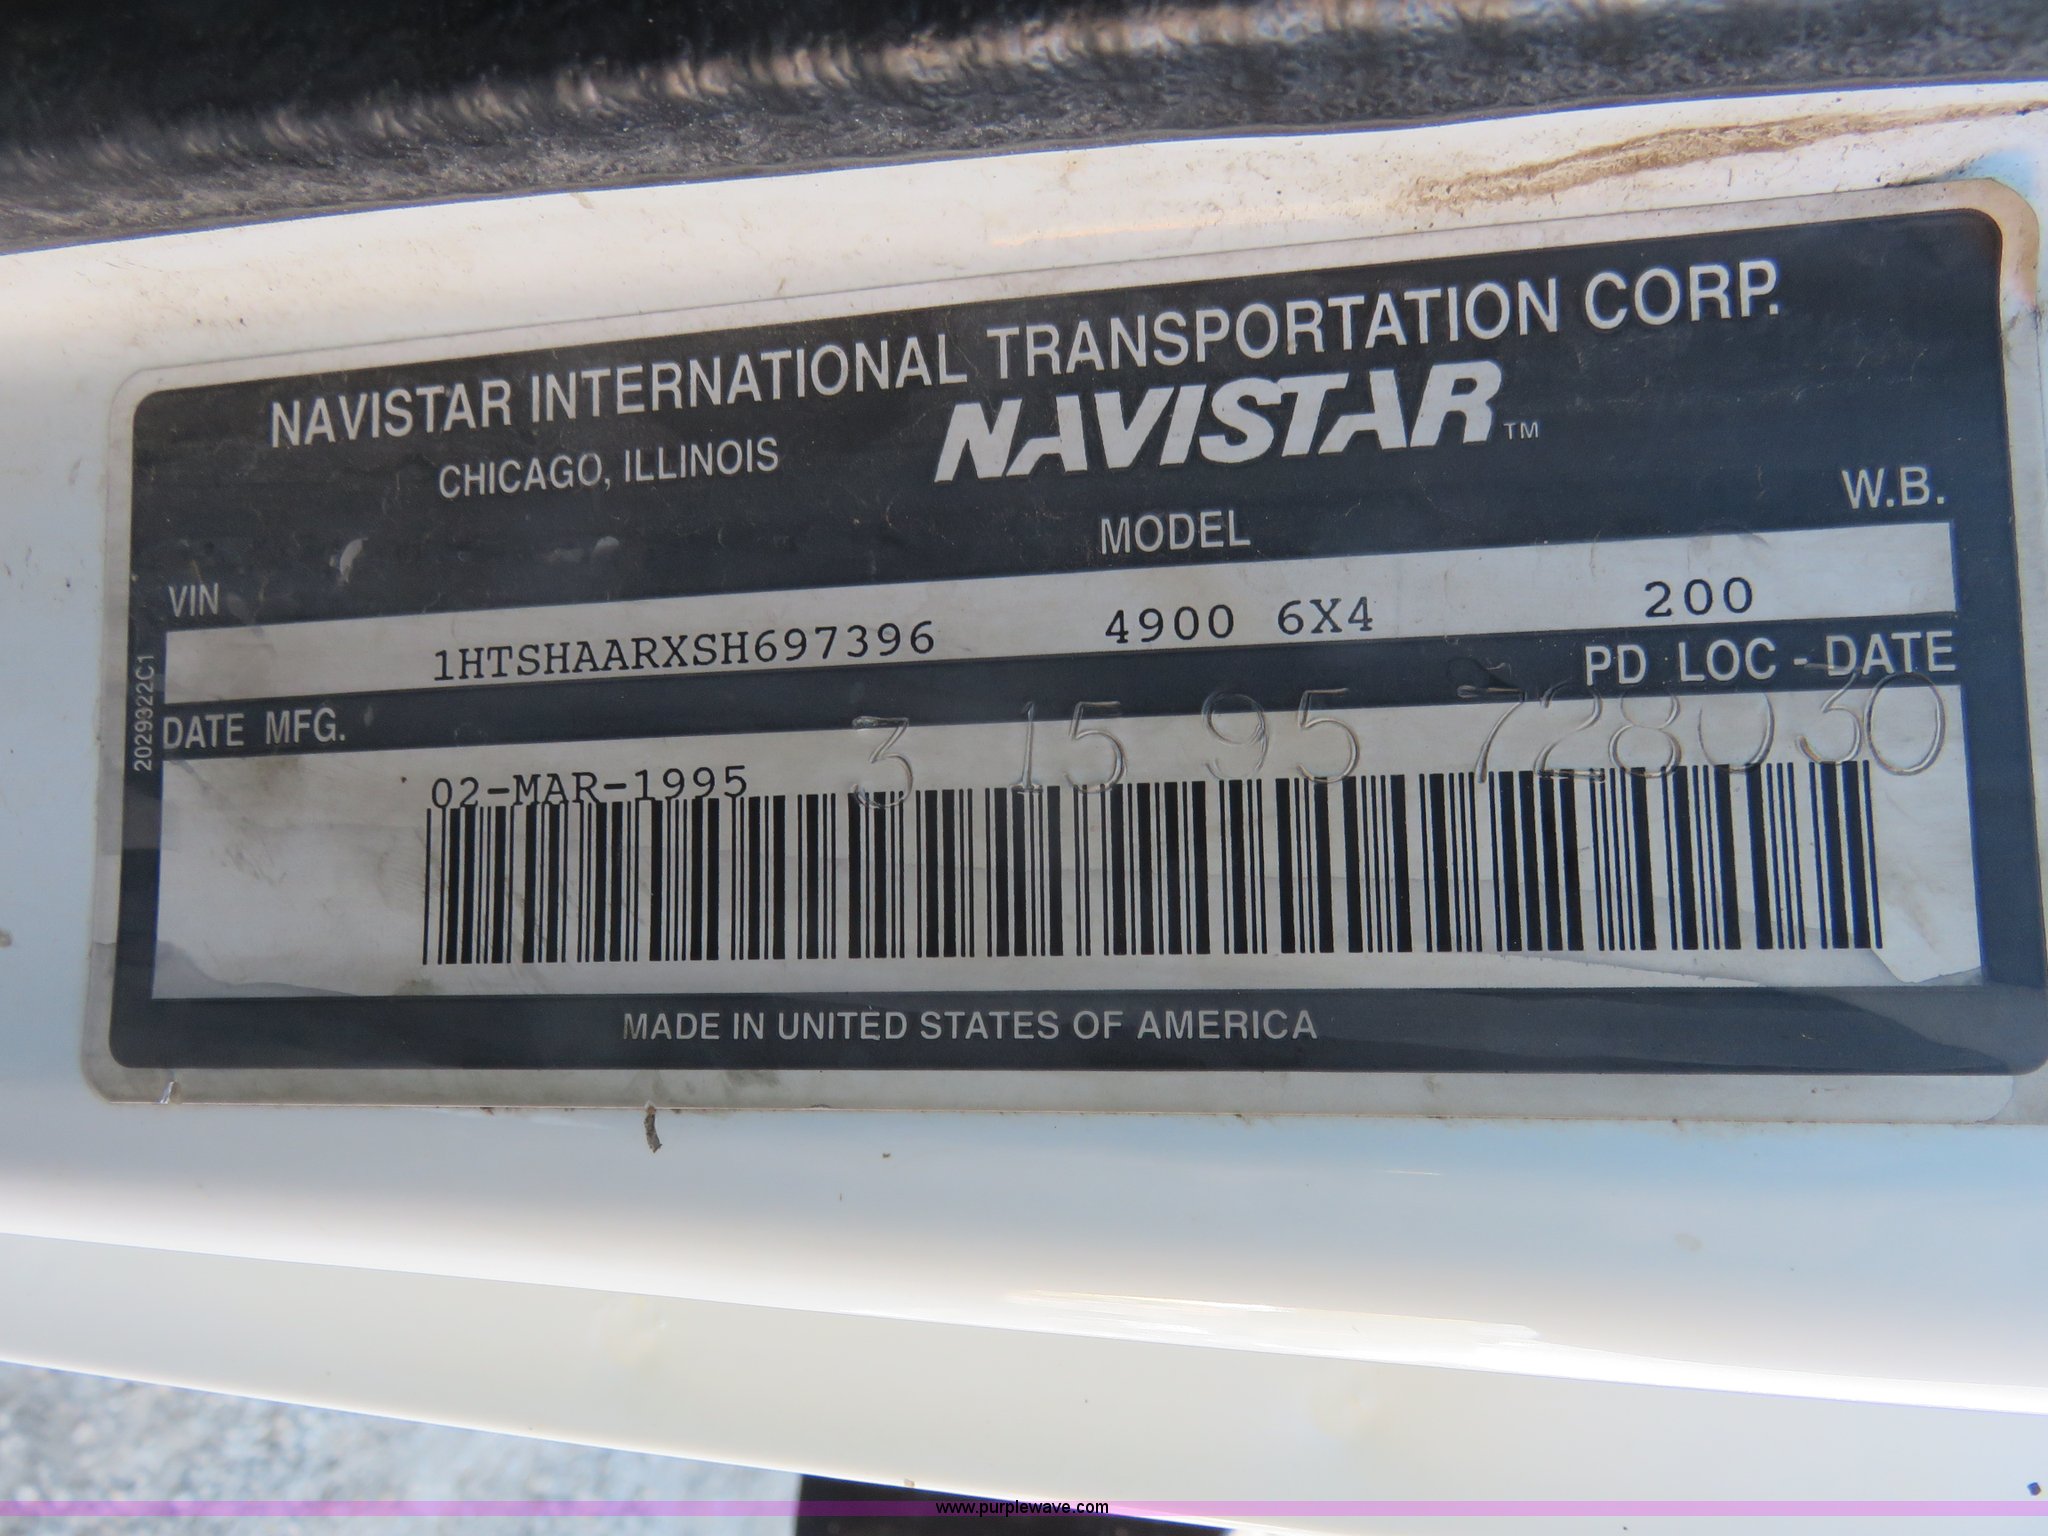 NAVISTAR INTERNATIONAL TRANSPORTATION CORP.
CHICAGO, ILLINOIS
NAVISTAR™
VIN
MODEL
W.B.
1HTSHAARXSH697396
4900 6X4
200
DATE MFG.
PD LOC - DATE
02-MAR-1995
3 15 95 728030
2029322C1
MADE IN UNITED STATES OF AMERICA
www.purplewave.com